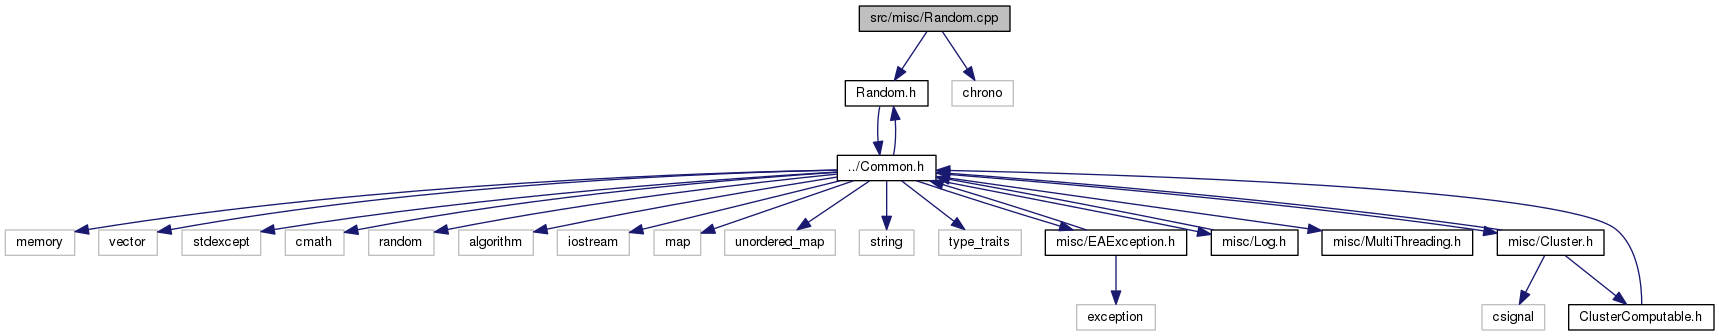 src/misc/Random.cpp
Random.h
chrono
../Common.h
memory
vector
stdexcept
cmath
random
algorithm
iostream
map
unordered_map
string
type_traits
misc/EAException.h
misc/Log.h
misc/MultiThreading.h
misc/Cluster.h
exception
csignal
ClusterComputable.h